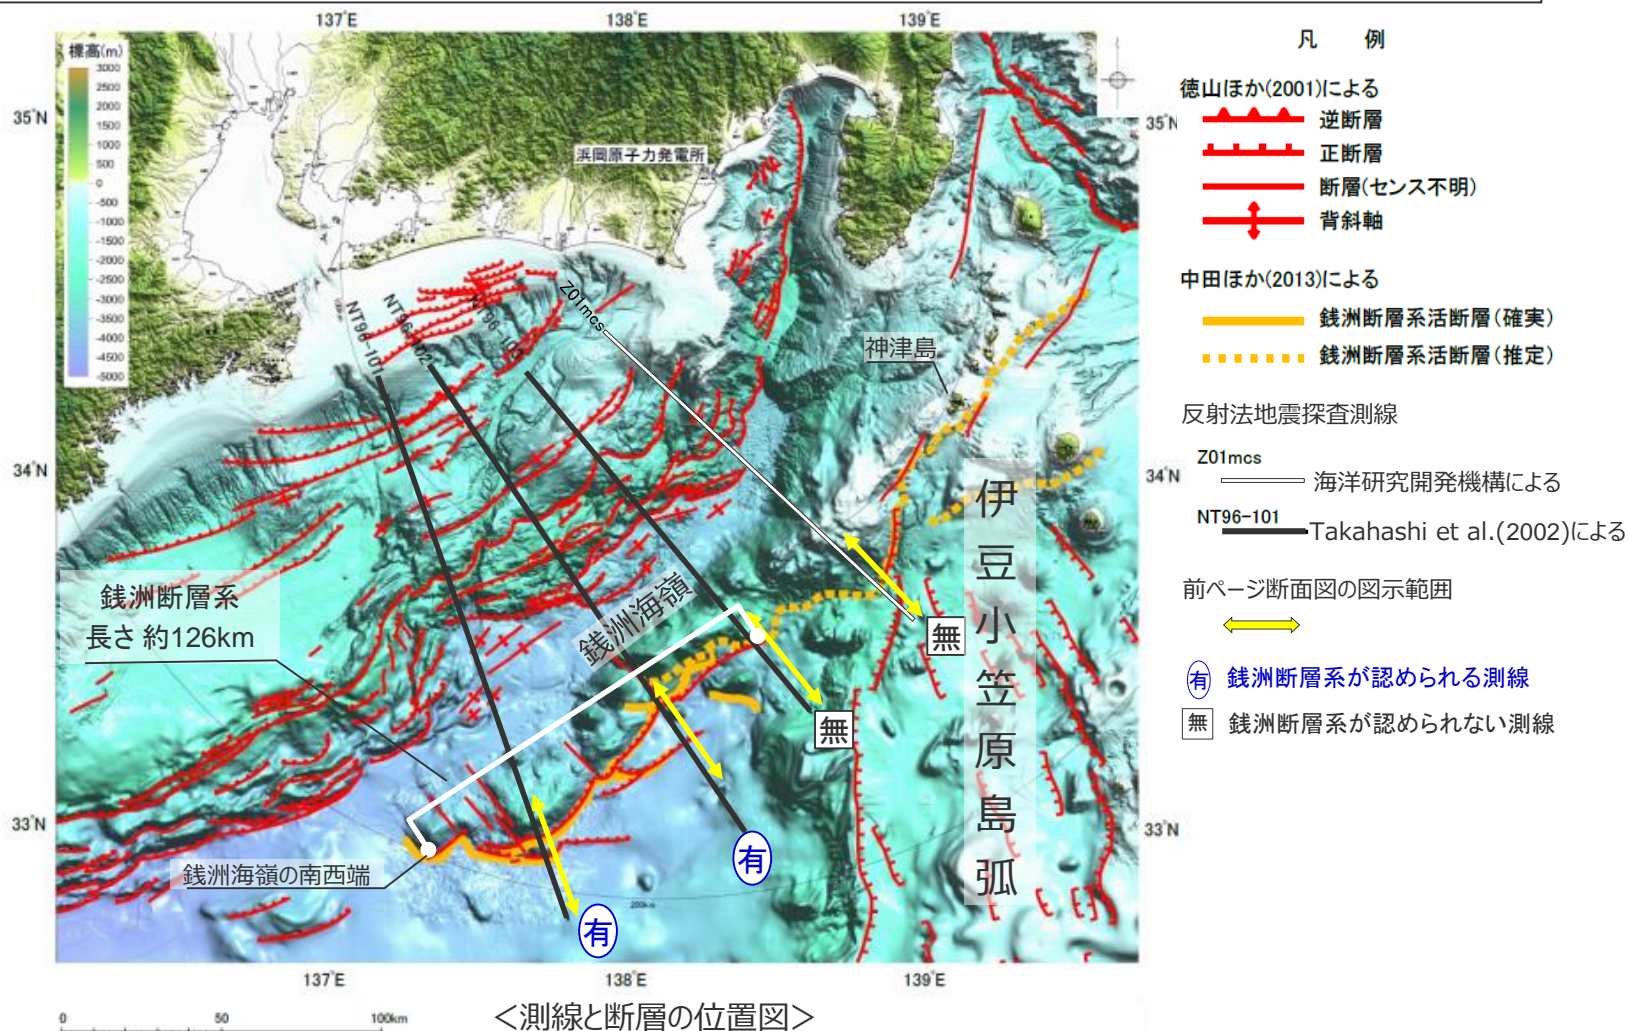 137°E
138°E
139°E
標高(m)
3000
2500
2000
1500
1000
500
0
-500
-1000
-1500
-2000
-2500
-3000
-3500
-4000
-4500
-5000
35°N
34°N
33°N
35°N
34°N
33°N
浜岡原子力発電所
NT96-101
NT96-102
NT96-103
Z01mcs
神津島
銭洲断層系
長さ 約126km
銭洲海嶺
伊豆小笠原島弧
無
無
有
有
銭洲海嶺の南西端
200km
137°E
138°E
139°E
0 50 100km
<測線と断層の位置図>
凡 例
徳山ほか(2001)による
逆断層
正断層
断層(センス不明)
背斜軸
中田ほか(2013)による
銭洲断層系活断層(確実)
銭洲断層系活断層(推定)
反射法地震探査測線
Z01mcs
海洋研究開発機構による
NT96-101
Takahashi et al.(2002)による
前ページ断面図の図示範囲
有 銭洲断層系が認められる測線
無 銭洲断層系が認められない測線